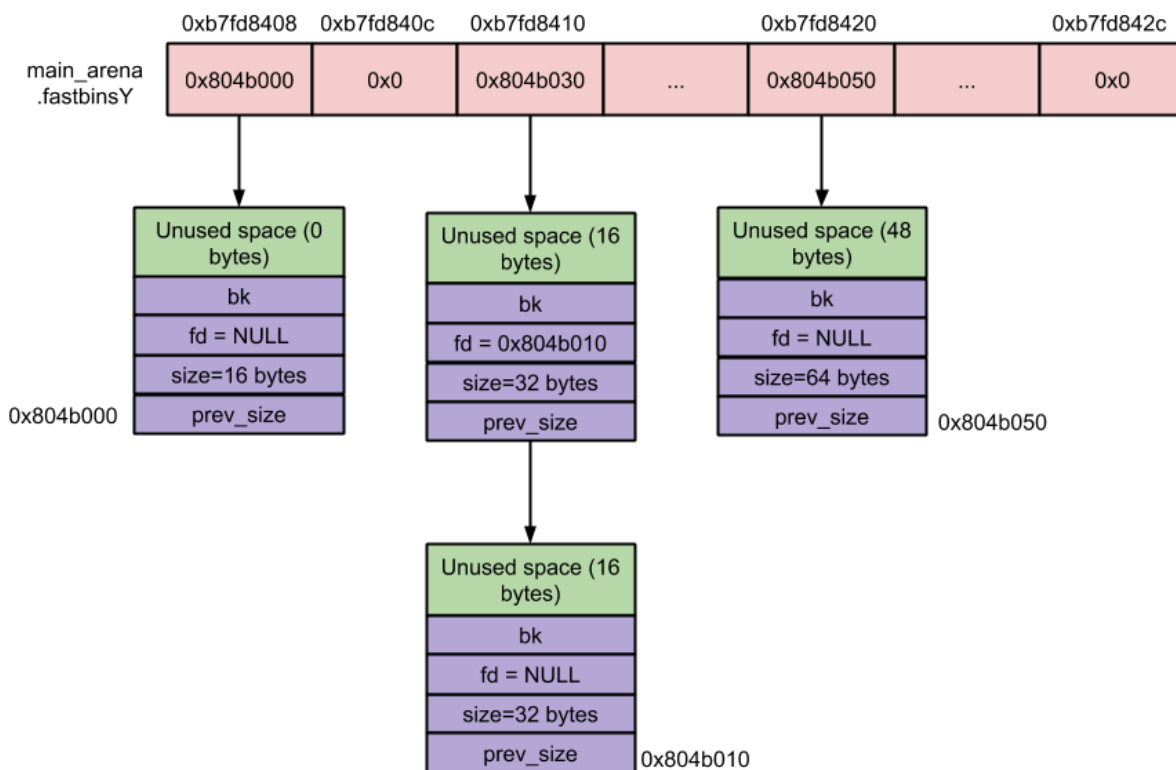 0xb7fd8408 0xb7fd840c 0xb7fd8410 0xb7fd8420 0xb7fd842c
main_arena
.fastbinsY
0x804b000 0x0 0x804b030 ... 0x804b050 ... 0x0
Unused space (0
bytes)
bk
fd = NULL
size=16 bytes
prev_size
0x804b000
Unused space (16
bytes)
bk
fd = 0x804b010
size=32 bytes
prev_size
Unused space (48
bytes)
bk
fd = NULL
size=64 bytes
prev_size
0x804b050
Unused space (16
bytes)
bk
fd = NULL
size=32 bytes
prev_size
0x804b010